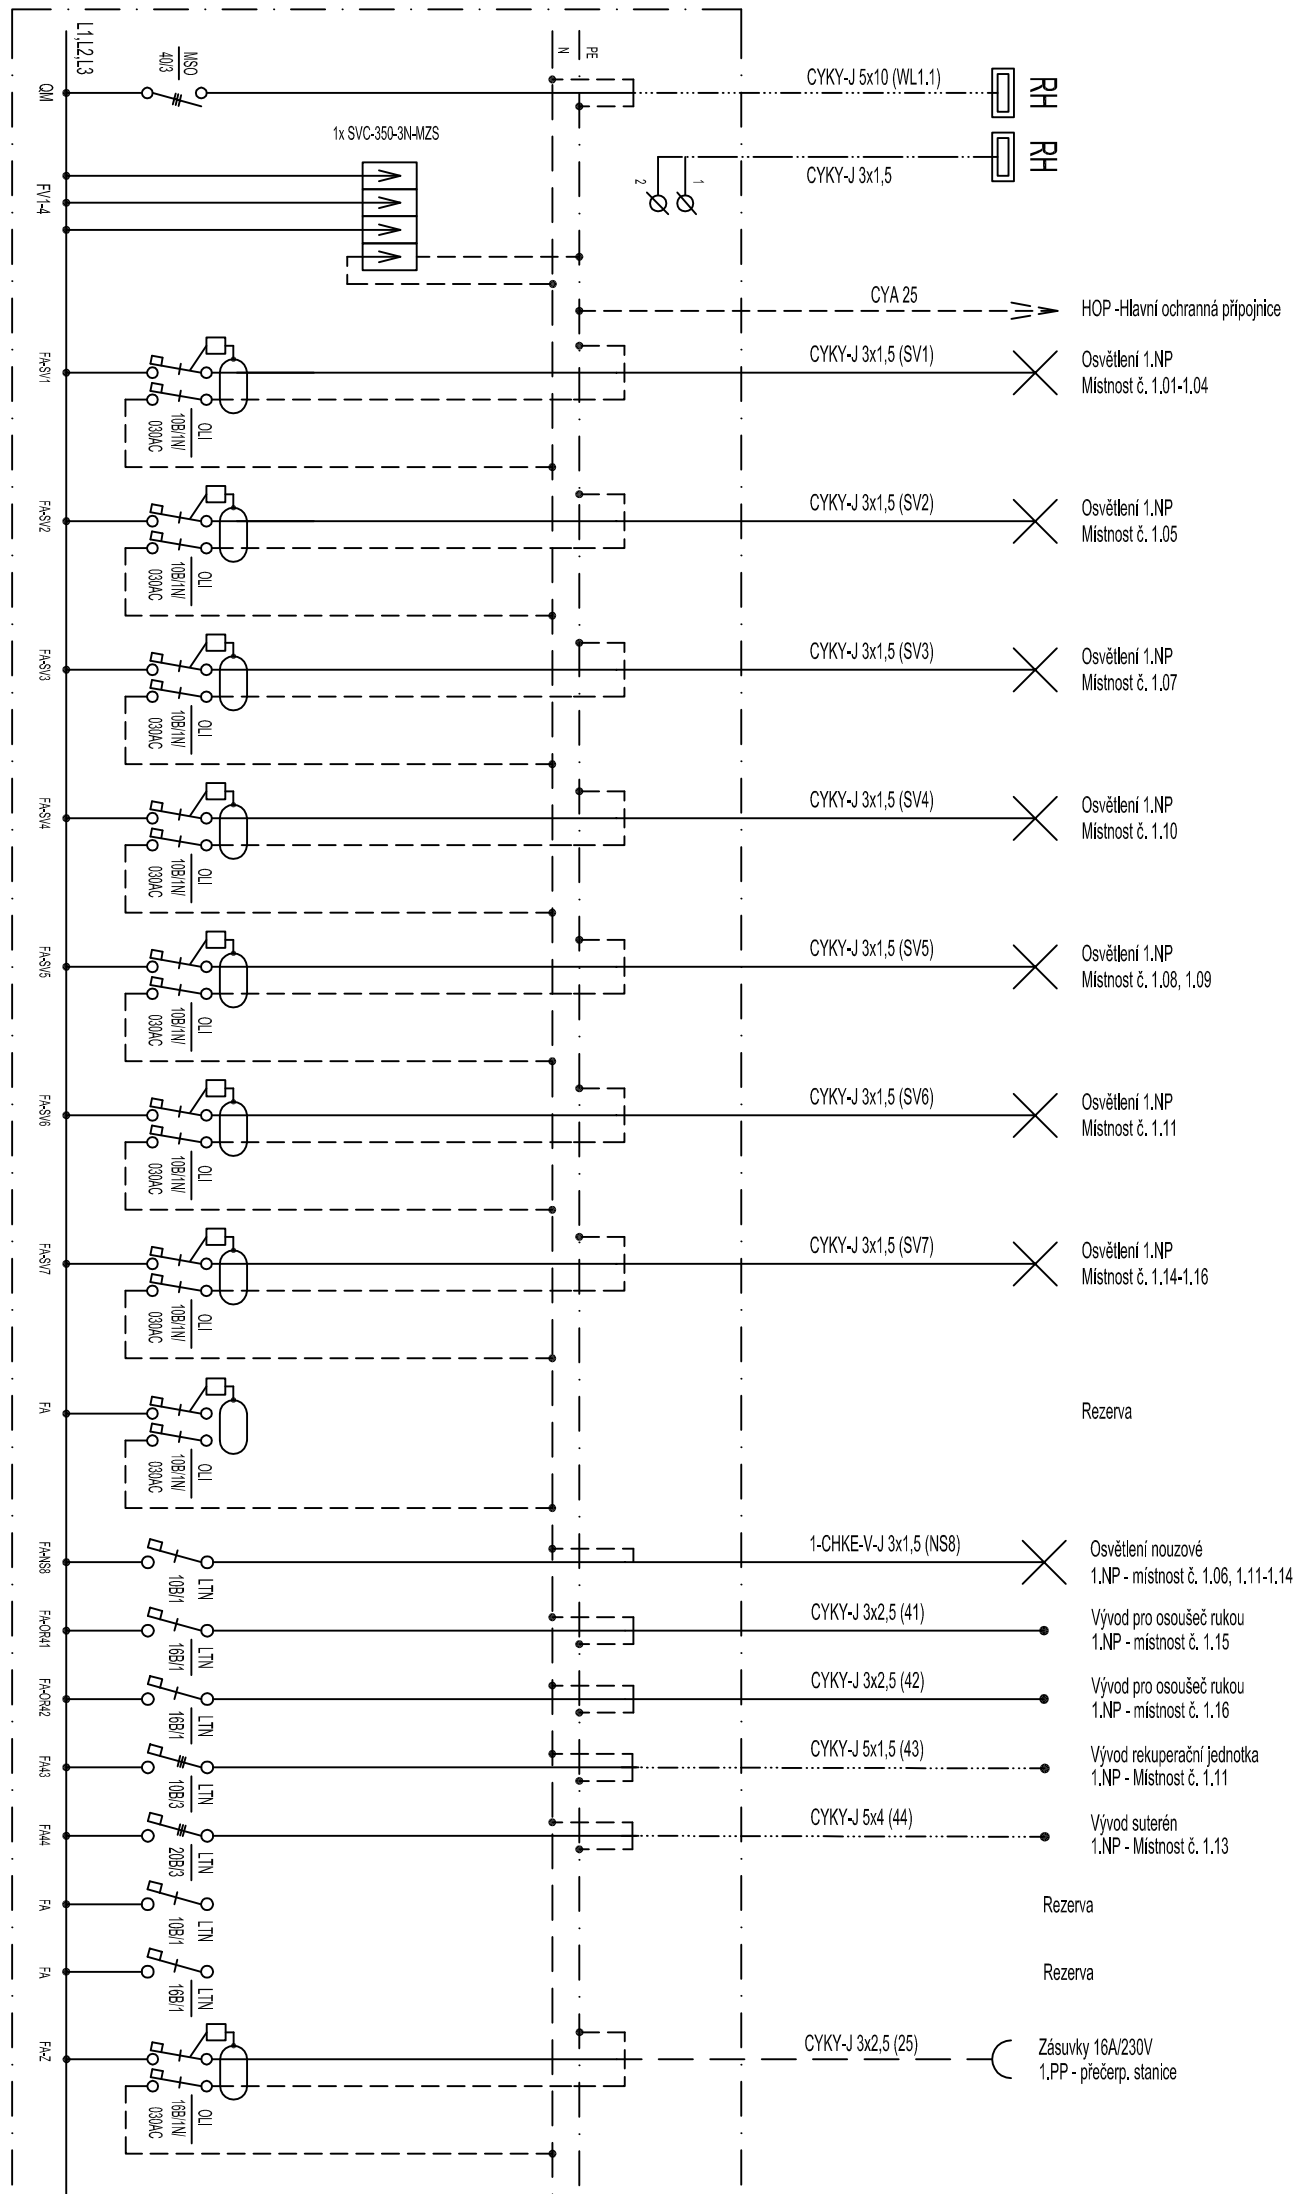 L1,L2,L3
N
PE
QM
MSO
40/3
CYKY-J 5x10 (WL1.1)
RH
1x SVC-350-3N-MZS
FV1-4
2
1
CYKY-J 3x1,5
RH
CYA 25
HOP -Hlavní ochranná přípojnice
FA-SV1
OLI
10B/1N/
030AC
CYKY-J 3x1,5 (SV1)
Osvětlení 1.NP
Místnost č. 1.01-1.04
FA-SV2
OLI
10B/1N/
030AC
CYKY-J 3x1,5 (SV2)
Osvětlení 1.NP
Místnost č. 1.05
FA-SV3
OLI
10B/1N/
030AC
CYKY-J 3x1,5 (SV3)
Osvětlení 1.NP
Místnost č. 1.07
FA-SV4
OLI
10B/1N/
030AC
CYKY-J 3x1,5 (SV4)
Osvětlení 1.NP
Místnost č. 1.10
FA-SV5
OLI
10B/1N/
030AC
CYKY-J 3x1,5 (SV5)
Osvětlení 1.NP
Místnost č. 1.08, 1.09
FA-SV6
OLI
10B/1N/
030AC
CYKY-J 3x1,5 (SV6)
Osvětlení 1.NP
Místnost č. 1.11
FA-SV7
OLI
10B/1N/
030AC
CYKY-J 3x1,5 (SV7)
Osvětlení 1.NP
Místnost č. 1.14-1.16
FA
OLI
10B/1N/
030AC
Rezerva
FA-NS8
LTN
10B/1
1-CHKE-V-J 3x1,5 (NS8)
Osvětlení nouzové
1.NP - místnost č. 1.06, 1.11-1.14
FA-OR41
LTN
16B/1
CYKY-J 3x2,5 (41)
Vývod pro osoušeč rukou
1.NP - místnost č. 1.15
FA-OR42
LTN
16B/1
CYKY-J 3x2,5 (42)
Vývod pro osoušeč rukou
1.NP - místnost č. 1.16
FA43
LTN
10B/3
CYKY-J 5x1,5 (43)
Vývod rekuperační jednotka
1.NP - Místnost č. 1.11
FA44
LTN
20B/3
CYKY-J 5x4 (44)
Vývod suterén
1.NP - Místnost č. 1.13
FA
LTN
10B/1
Rezerva
FA
LTN
16B/1
Rezerva
FA-Z
OLI
16B/1N/
030AC
CYKY-J 3x2,5 (25)
Zásuvky 16A/230V
1.PP - přečerp. stanice